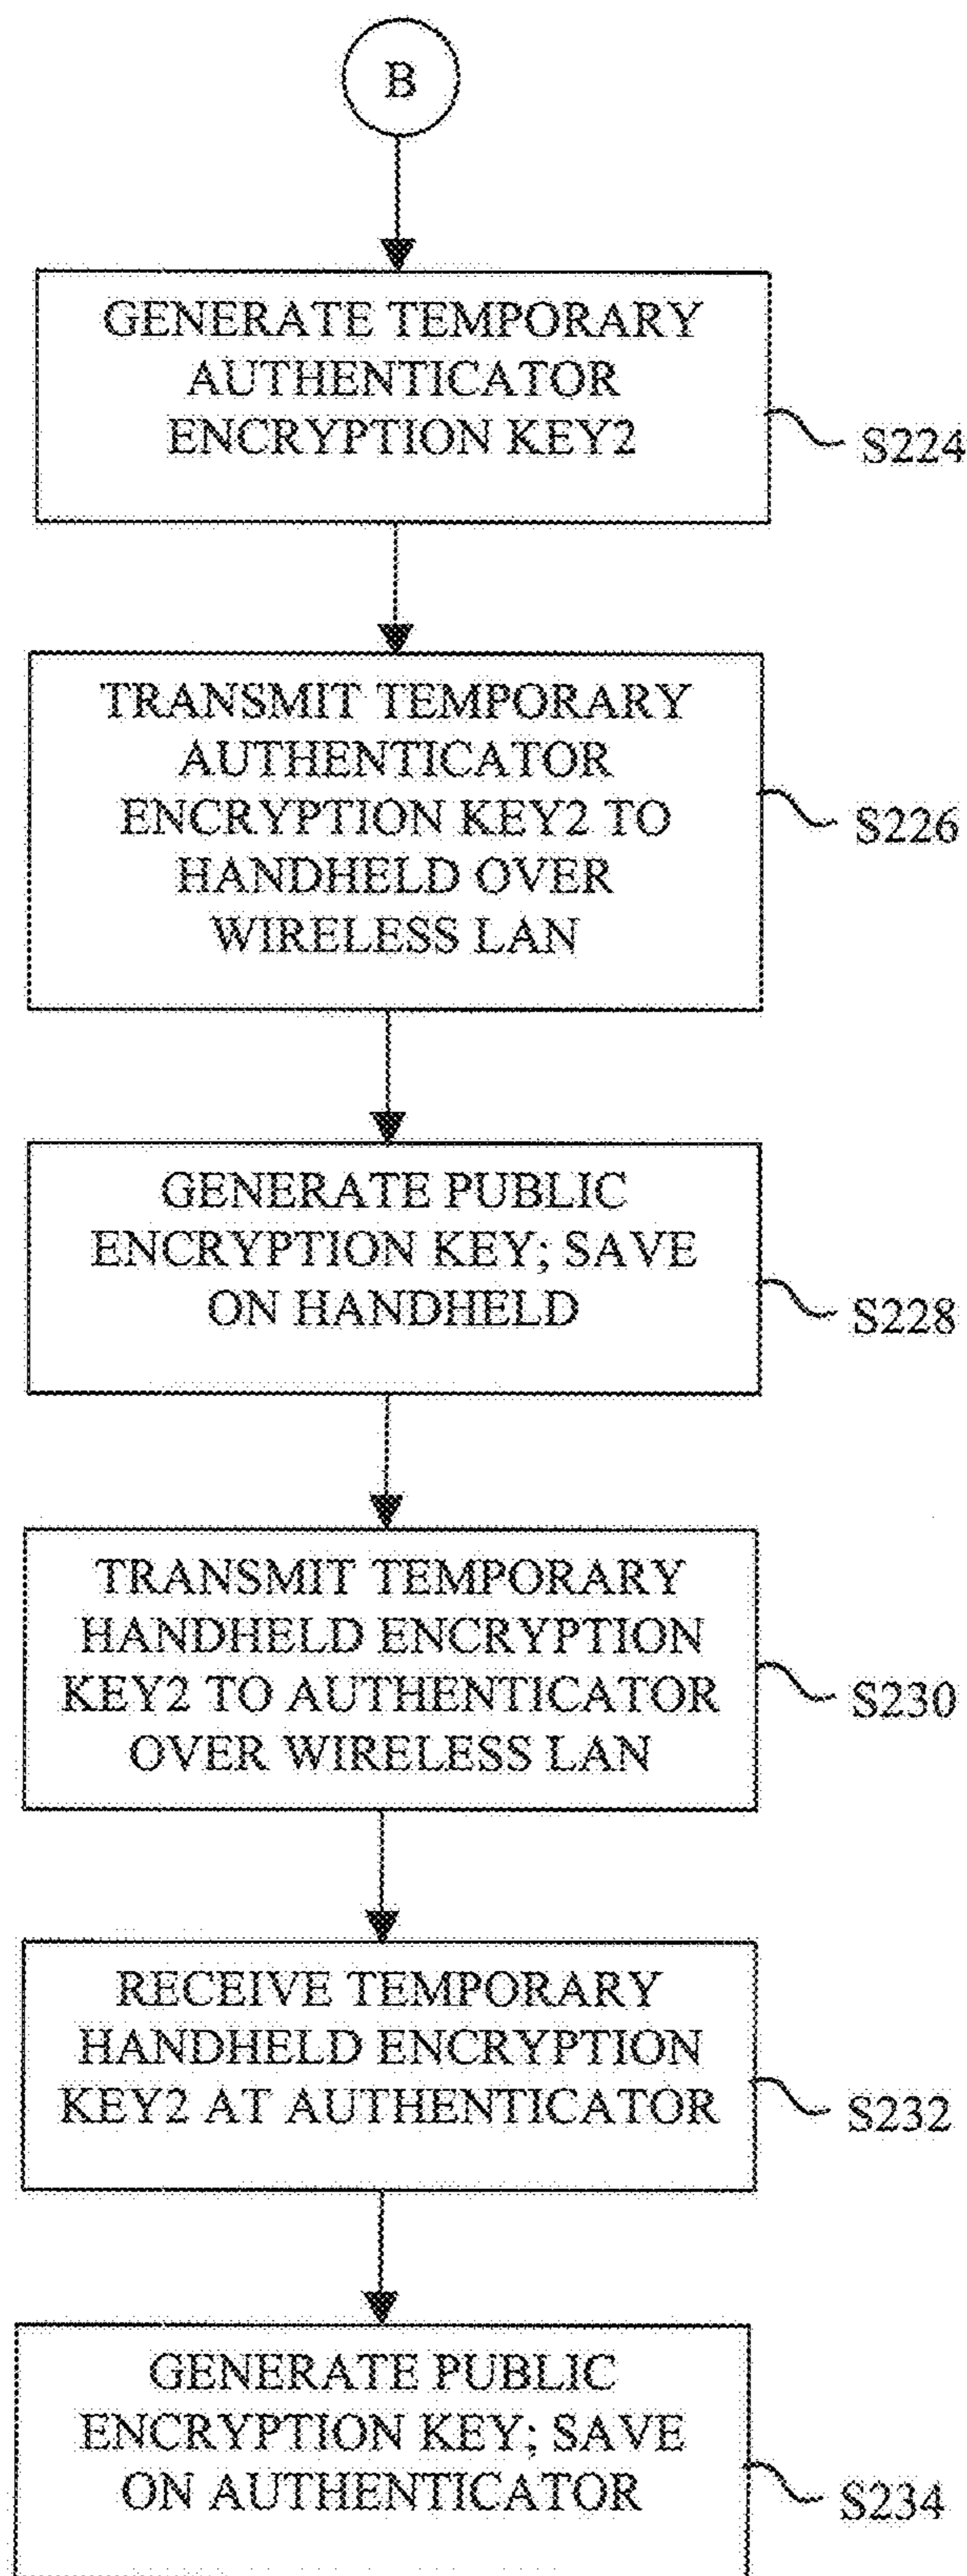 B
GENERATE TEMPORARY
AUTHENTICATOR
ENCRYPTION KEY2
S224
TRANSMIT TEMPORARY
AUTHENTICATOR
ENCRYPTION KEY2 TO
HANDHELD OVER
WIRELESS LAN
S226
GENERATE PUBLIC
ENCRYPTION KEY; SAVE
ON HANDHELD
S228
TRANSMIT TEMPORARY
HANDHELD ENCRYPTION
KEY2 TO AUTHENTICATOR
OVER WIRELESS LAN
S230
RECEIVE TEMPORARY
HANDHELD ENCRYPTION
KEY2 AT AUTHENTICATOR
S232
GENERATE PUBLIC
ENCRYPTION KEY; SAVE
ON AUTHENTICATOR
S234